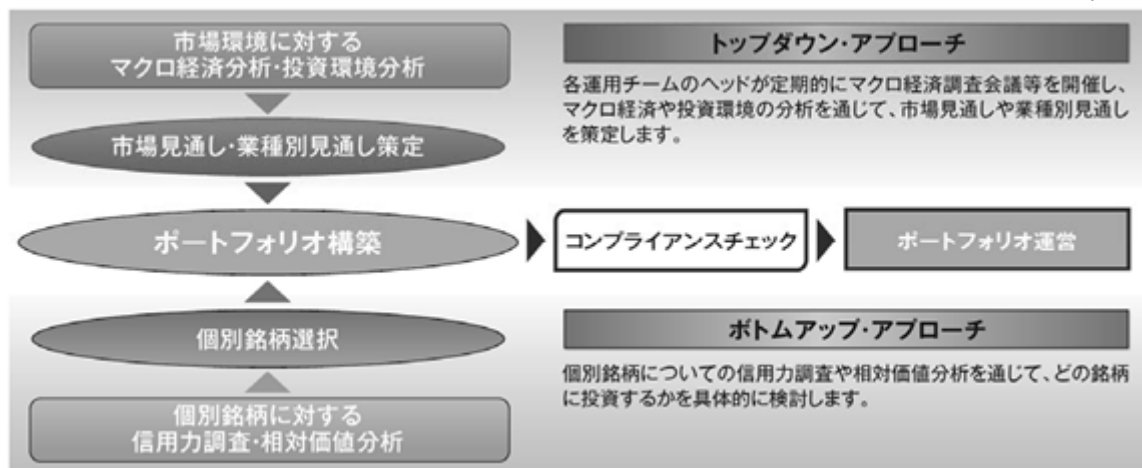 市場環境に対する
マクロ経済分析・投資環境分析
市場見通し・業種別見通し策定
トップダウン・アプローチ
各運用チームのヘッドが定期的にマクロ経済調査会議等を開催し、
マクロ経済や投資環境の分析を通じて、市場見通しや業種別見通し
を策定します。
ポートフォリオ構築
コンプライアンスチェック
ポートフォリオ運営
個別銘柄選択
個別銘柄に対する
信用力調査・相対価値分析
ボトムアップ・アプローチ
個別銘柄についての信用力調査や相対価値分析を通じて、どの銘柄
に投資するかを具体的に検討します。